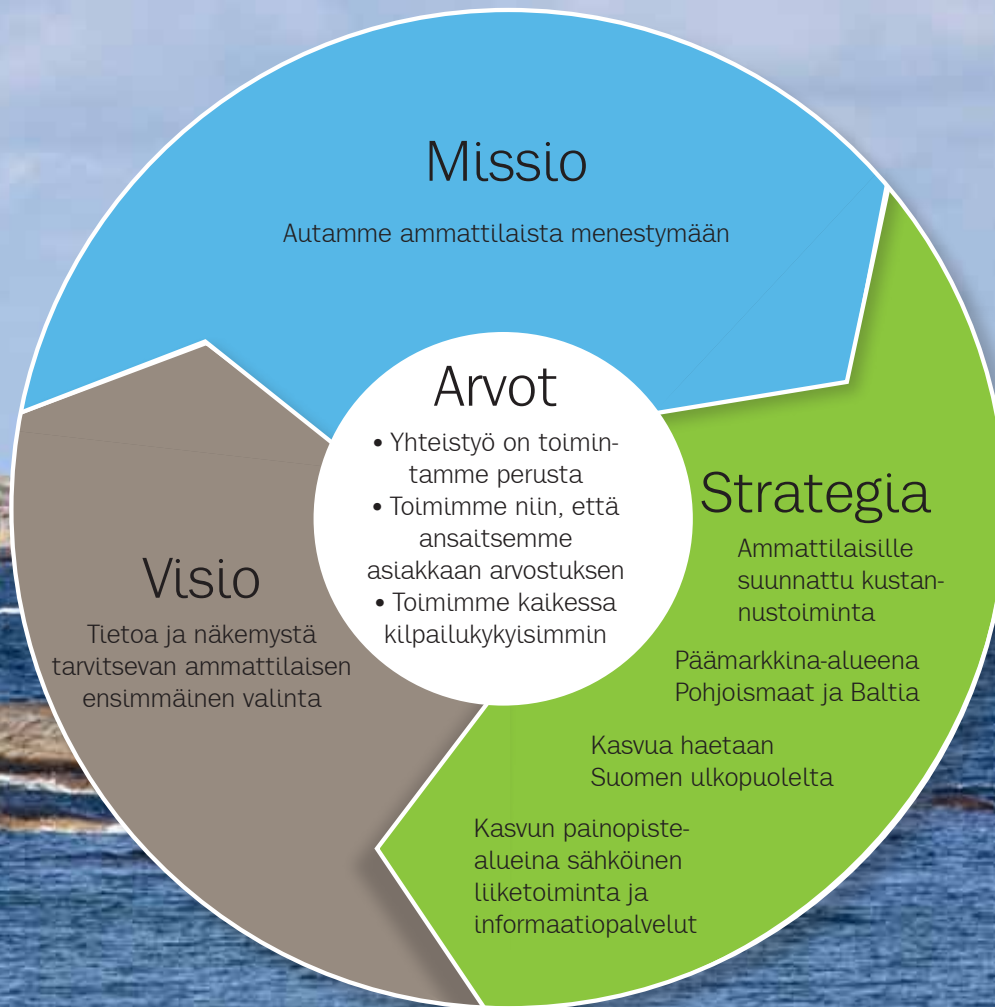 Missio
Autamme ammattilaista menestymään
Arvot
• Yhteistyö on toimin-
tamme perusta
• Toimimme niin, että
ansaitsemme
asiakkaan arvostuksen
• Toimimme kaikessa
kilpailukykyisimmin
Strategia
Ammattilaisille
suunnattu kustan-
nustoiminta
Päämarkkina-alueena
Pohjoismaat ja Baltia
Kasvua haetaan
Suomen ulkopuolelta
Kasvun painopiste-
alueina sähköinen
liiketoiminta ja
informaatiopalvelut
Visio
Tietoa ja näkemystä
tarvitsevan ammattilaisen
ensimmäinen valinta